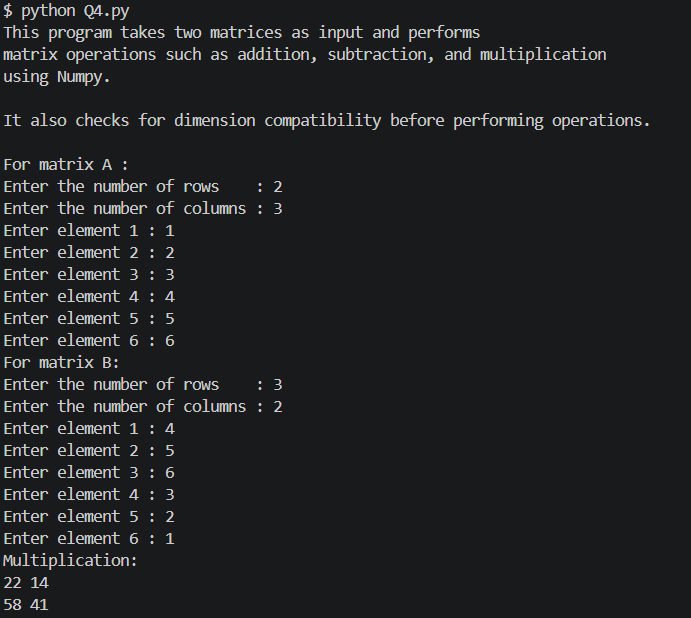 $ python Q4.py
This program takes two matrices as input and performs
matrix operations such as addition, subtraction, and multiplication
using Numpy.
It also checks for dimension compatibility before performing operations.
For matrix A :
Enter the number of rows    : 2
Enter the number of columns : 3
Enter element 1 : 1
Enter element 2 : 2
Enter element 3 : 3
Enter element 4 : 4
Enter element 5 : 5
Enter element 6 : 6
For matrix B:
Enter the number of rows    : 3
Enter the number of columns : 2
Enter element 1 : 4
Enter element 2 : 5
Enter element 3 : 6
Enter element 4 : 3
Enter element 5 : 2
Enter element 6 : 1
Multiplication:
22 14
58 41